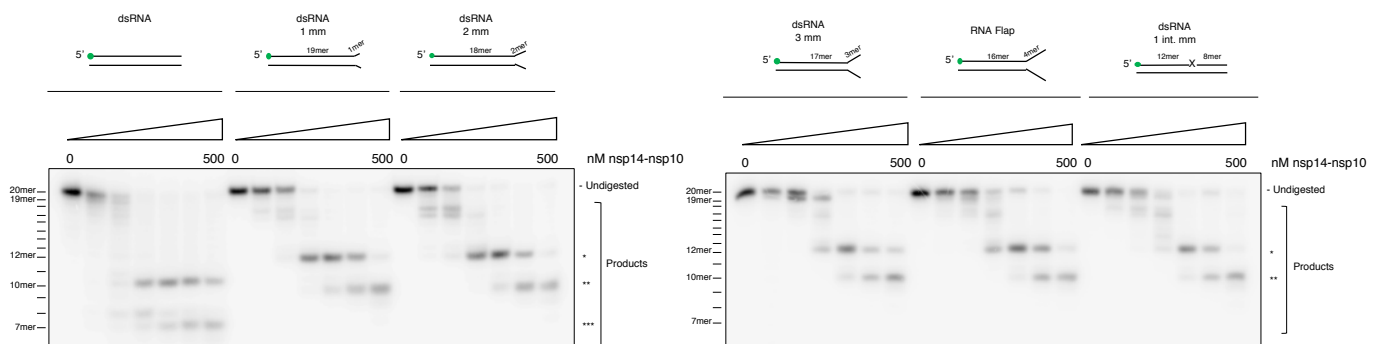 dsRNA
5'
dsRNA
1 mm
5' 19mer 1mer
dsRNA
2 mm
5' 18mer 2mer
0 500 0 500 0 500 nM nsp14-nsp10
20mer
19mer
12mer
10mer
7mer
- Undigested
*
**
***
Products
dsRNA
3 mm
5' 17mer 3mer
RNA Flap
5' 16mer 4mer
dsRNA
1 int. mm
5' 12mer X 8mer
0 500 0 500 0 500 nM nsp14-nsp10
20mer
19mer
12mer
10mer
7mer
- Undigested
*
**
Products